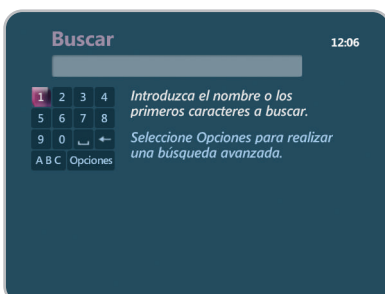 Buscar
12:06
1 2 3 4
5 6 7 8
9 0 ⌴ ←
A B C Opciones
Introduzca el nombre o los
primeros caracteres a buscar.
Seleccione Opciones para realizar
una búsqueda avanzada.